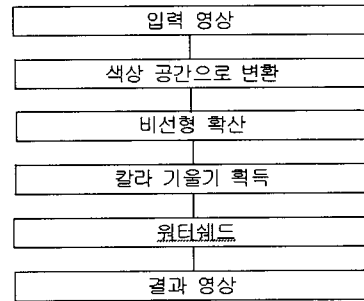 입력 영상
색상 공간으로 변환
비선형 확산
칼라 기울기 획득
워터쉐드
결과 영상